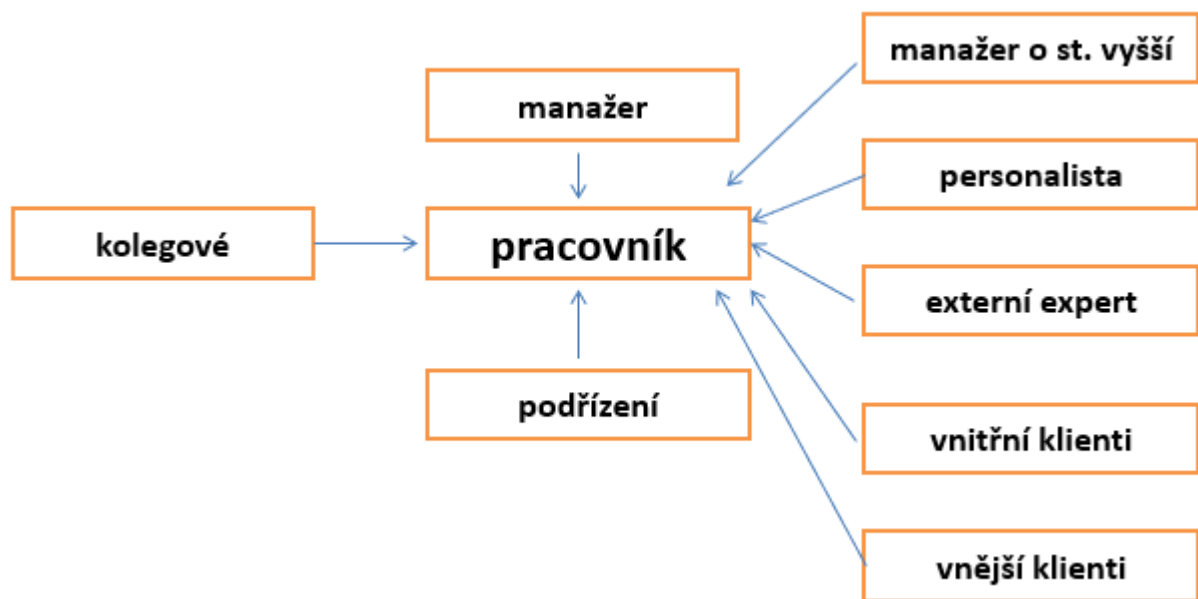 manažer o st. vyšší
manažer
personalista
kolegové
pracovník
externí expert
podřízení
vnitřní klienti
vnější klienti